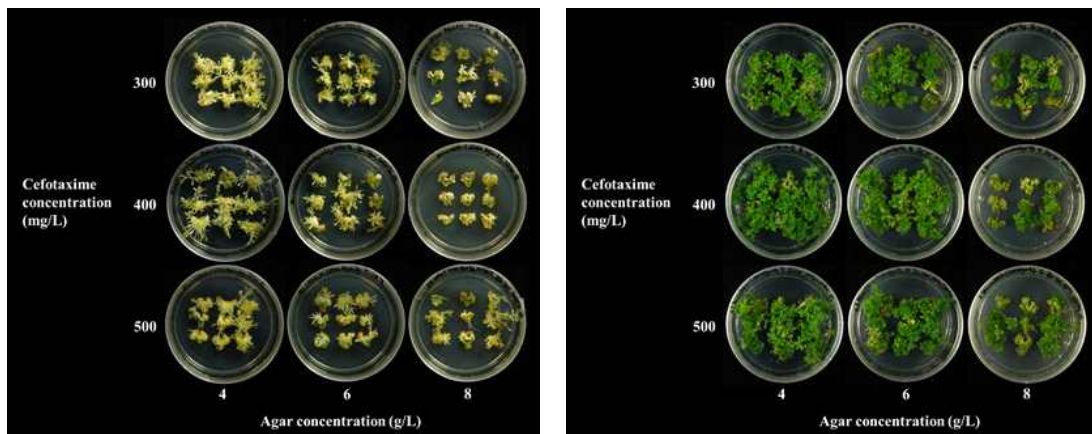 300
Cefotaxime
concentration
(mg/L)
400
500
4
6
8
Agar concentration (g/L)
300
Cefotaxime
concentration
(mg/L)
400
500
4
6
8
Agar concentration (g/L)